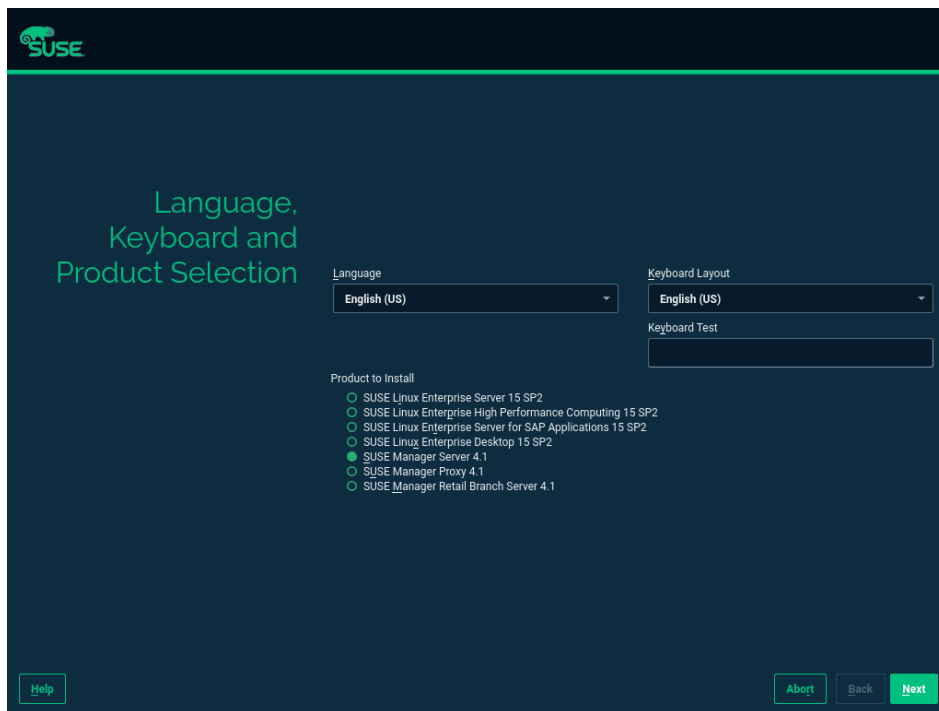 SUSE
Language,
Keyboard and
Product Selection
Language
Keyboard Layout
English (US)
English (US)
Keyboard Test
Product to Install
SUSE Linux Enterprise Server 15 SP2
SUSE Linux Enterprise High Performance Computing 15 SP2
SUSE Linux Enterprise Server for SAP Applications 15 SP2
SUSE Linux Enterprise Desktop 15 SP2
SUSE Manager Server 4.1
SUSE Manager Proxy 4.1
SUSE Manager Retail Branch Server 4.1
Help
Abort
Back
Next